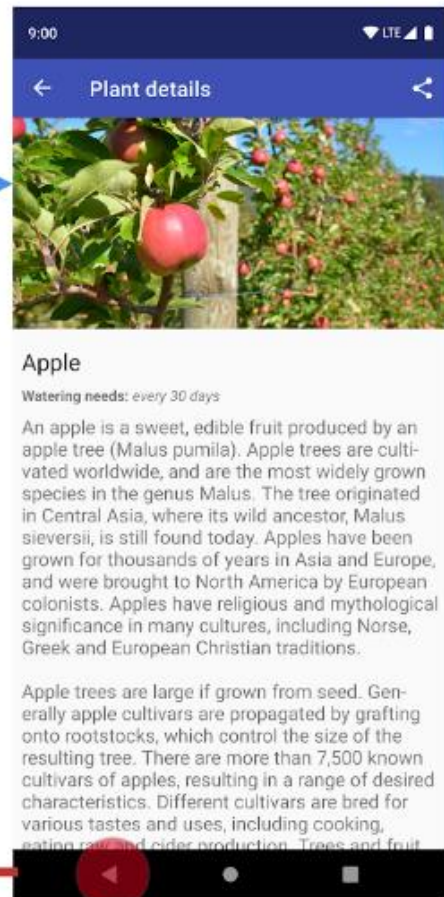 9:00
LTE
Plant details
Apple
Watering needs: every 30 days
An apple is a sweet, edible fruit produced by an
apple tree (Malus pumila). Apple trees are culti-
vated worldwide, and are the most widely grown
species in the genus Malus. The tree originated
in Central Asia, where its wild ancestor, Malus
sieversii, is still found today. Apples have been
grown for thousands of years in Asia and Europe,
and were brought to North America by European
colonists. Apples have religious and mythological
significance in many cultures, including Norse,
Greek and European Christian traditions.
Apple trees are large if grown from seed. Gen-
erally apple cultivars are propagated by grafting
onto rootstocks, which control the size of the
resulting tree. There are more than 7,500 known
cultivars of apples, resulting in a range of desired
characteristics. Different cultivars are bred for
various tastes and uses, including cooking,
eating raw and cider production. Trees and fruit